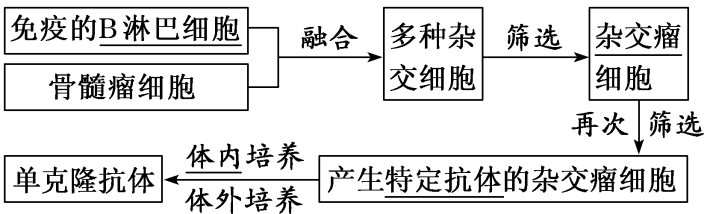 免疫的B淋巴细胞
骨髓瘤细胞
融合
多种杂
交细胞
筛选
杂交瘤
细胞
再次 筛选
产生特定抗体的杂交瘤细胞
体内培养
体外培养
单克隆抗体